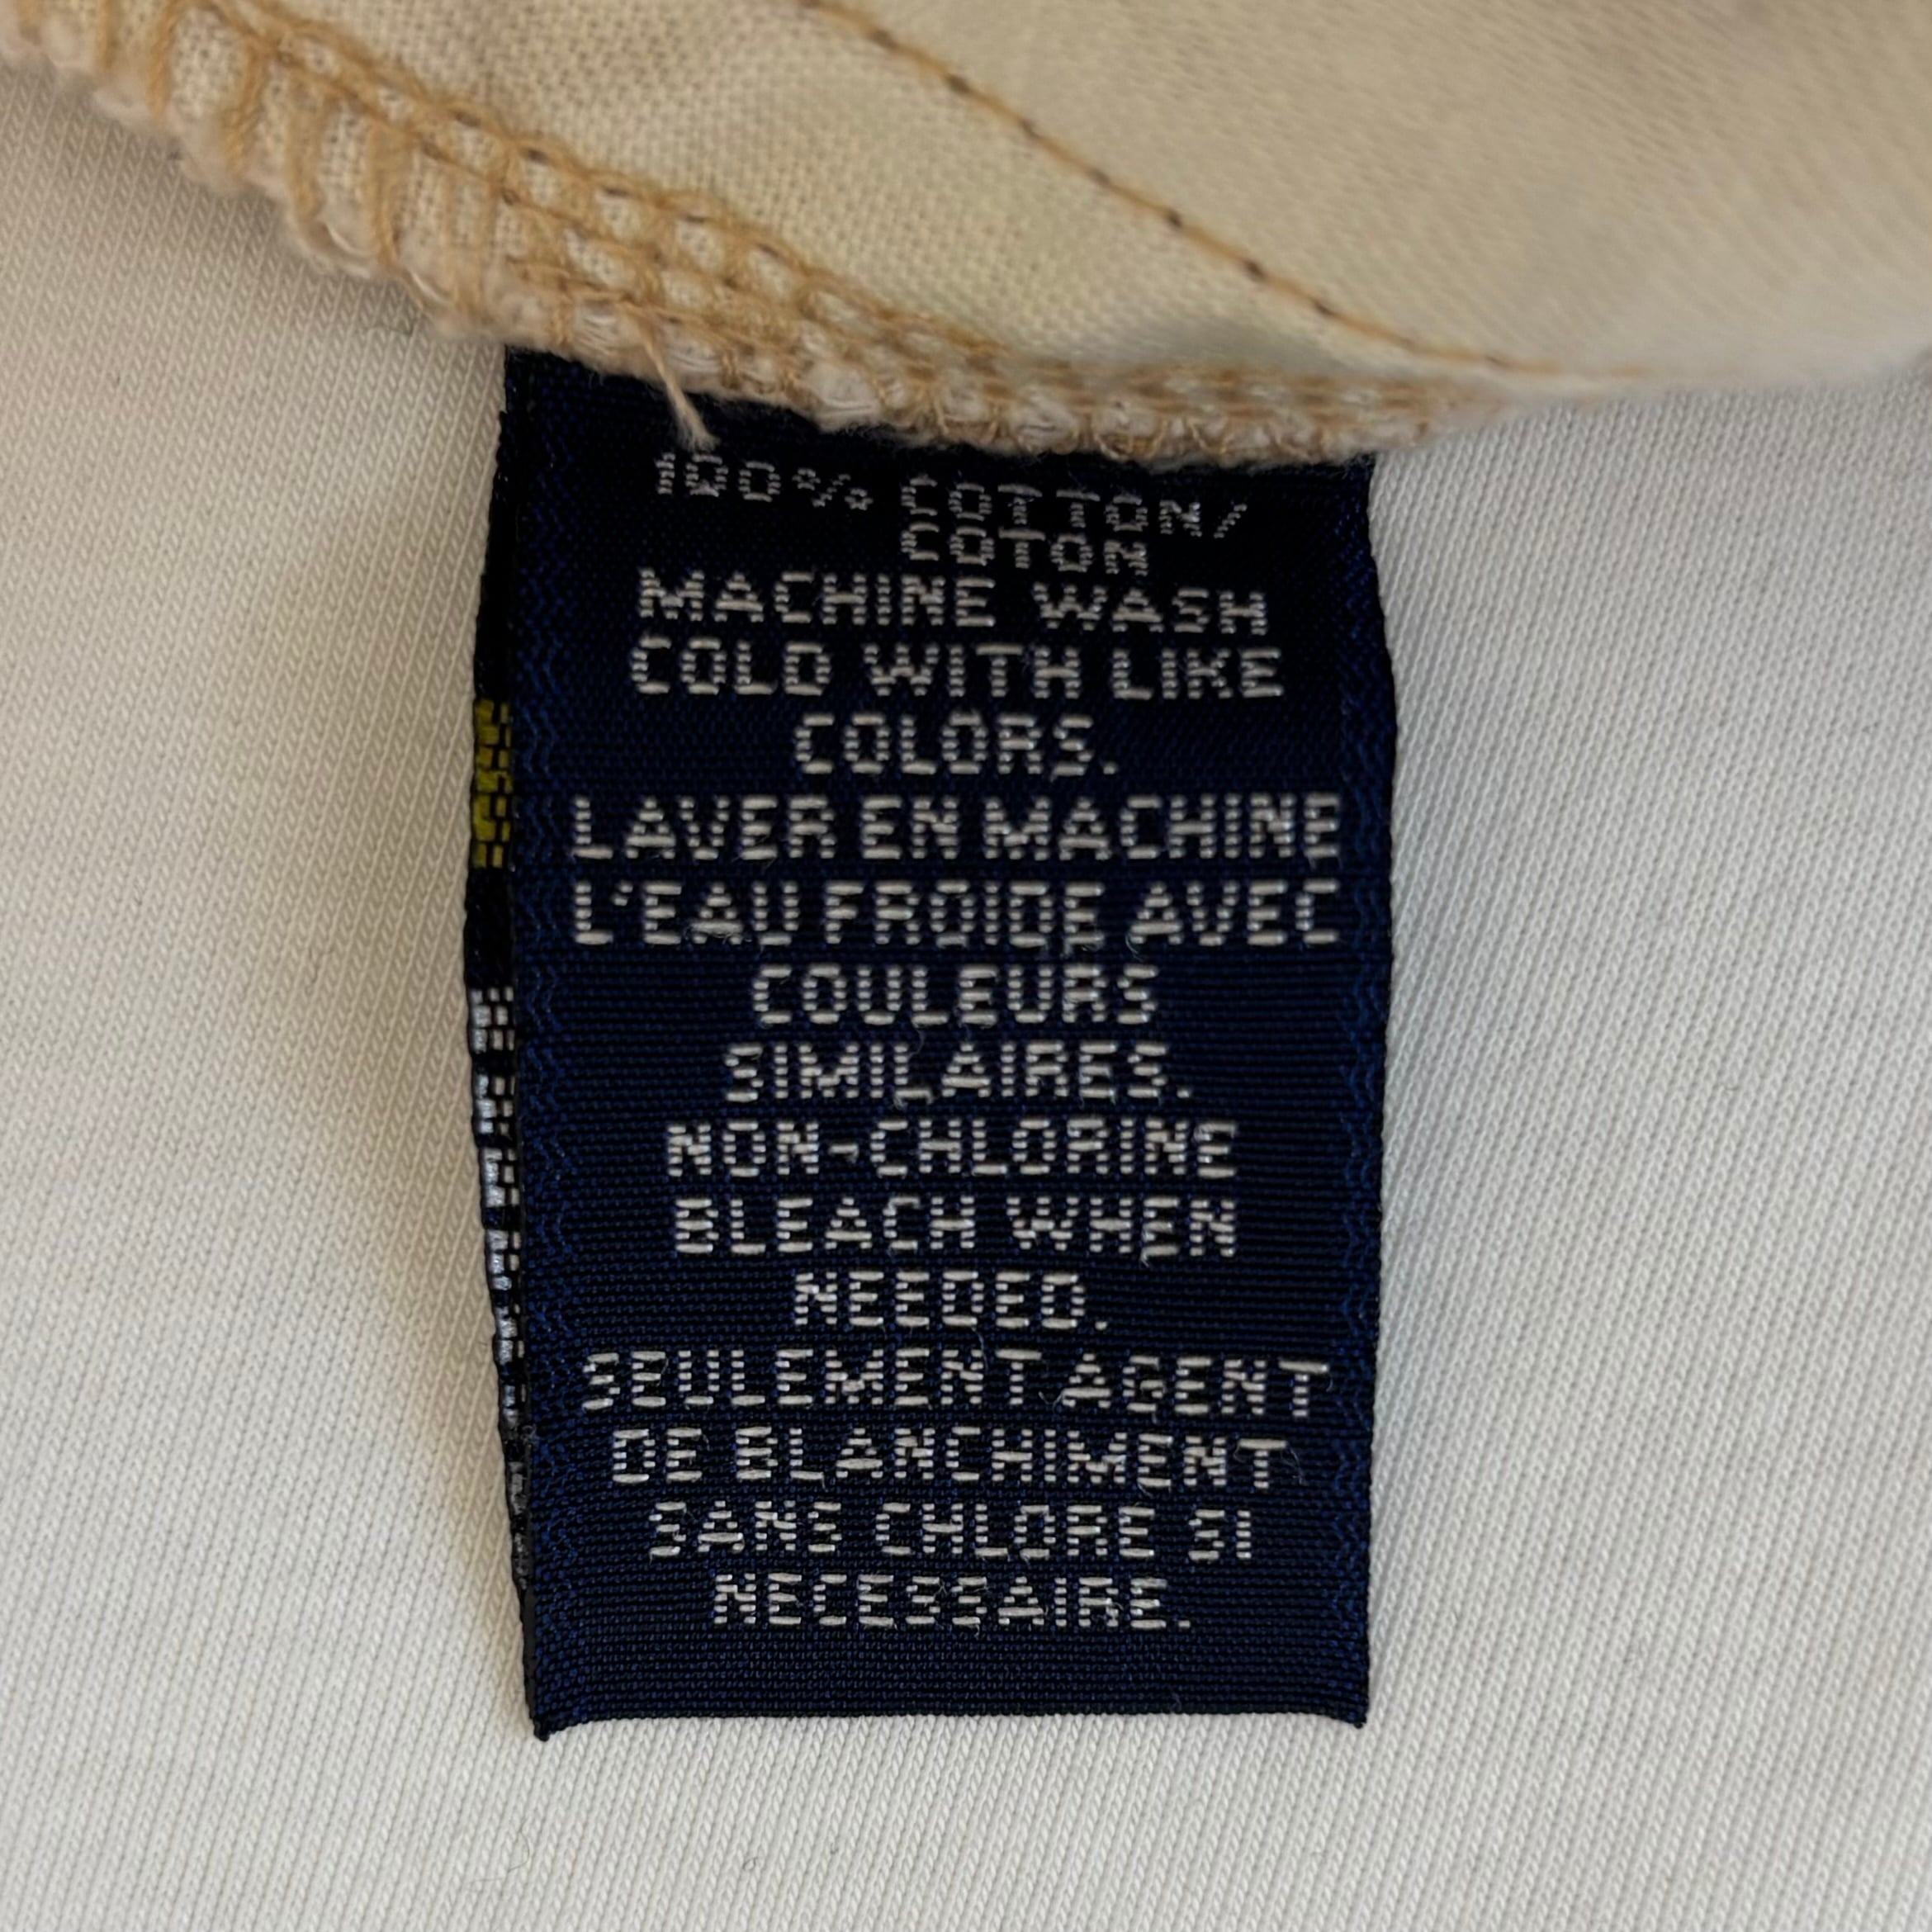 100% COTTON/
COTON
MACHINE WASH
COLD WITH LIKE
COLORS.
LAVER EN MACHINE
L'EAU FROIDE AVEC
COULEURS
SIMILAIRES.
NON-CHLORINE
BLEACH WHEN
NEEDED.
SEULEMENT AGENT
DE BLANCHIMENT
SANS CHLORE SI
NECESSAIRE.